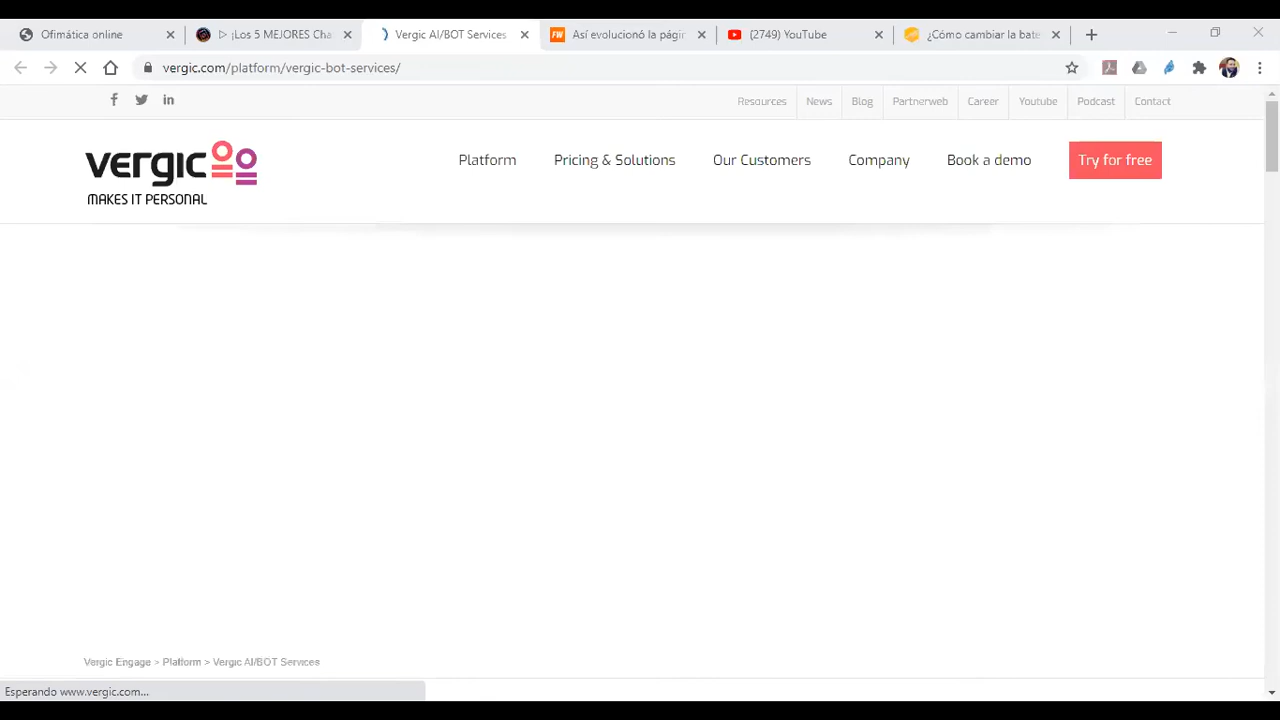 Ofimática online
▷ ¡Los 5 MEJORES Cha
Vergic AI/BOT Services
Así evolucionó la págin
(2749) YouTube
¿Cómo cambiar la bate
vergic.com/platform/vergic-bot-services/
Resources
News
Blog
Partnerweb
Career
Youtube
Podcast
Contact
vergic
MAKES IT PERSONAL
Platform
Pricing & Solutions
Our Customers
Company
Book a demo
Try for free
Vergic Engage > Platform > Vergic AI/BOT Services
Esperando www.vergic.com...